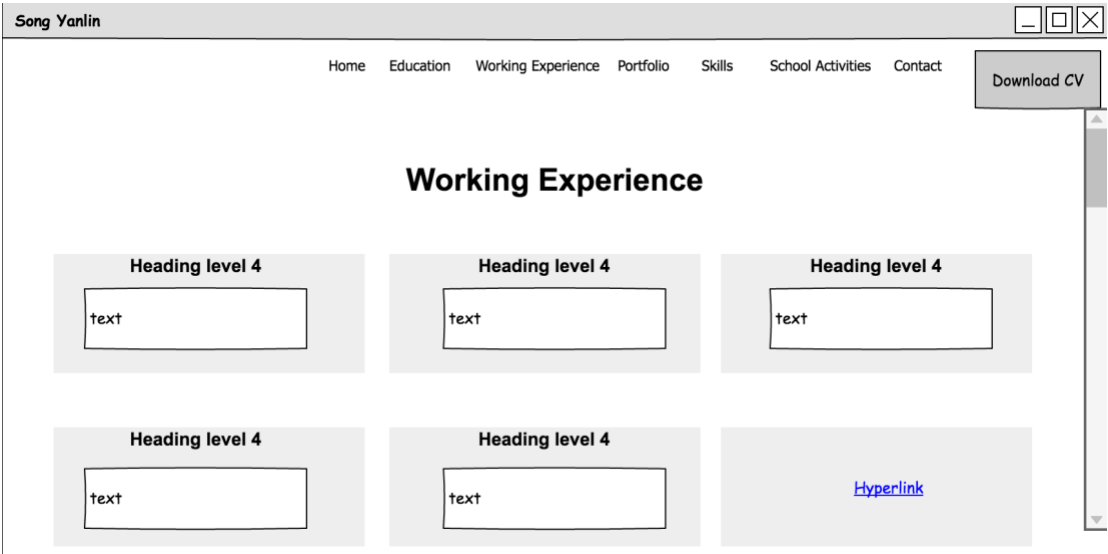 Song Yanlin
Home Education Working Experience Portfolio Skills School Activities Contact
Download CV
Working Experience
Heading level 4 Heading level 4 Heading level 4
text text text
Heading level 4 Heading level 4
text text
Hyperlink